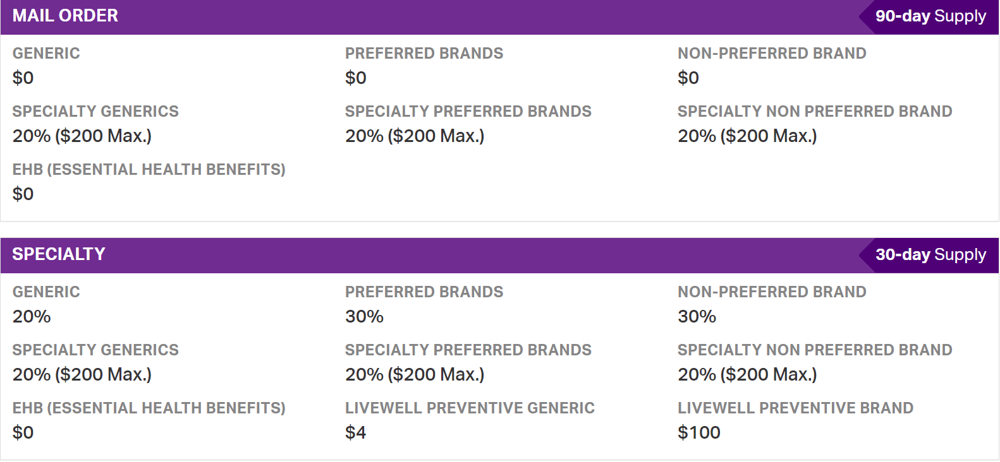 MAIL ORDER 90-day Supply
GENERIC PREFERRED BRANDS NON-PREFERRED BRAND
$0 $0 $0
SPECIALTY GENERICS SPECIALTY PREFERRED BRANDS SPECIALTY NON PREFERRED BRAND
20% ($200 Max.) 20% ($200 Max.) 20% ($200 Max.)
EHB (ESSENTIAL HEALTH BENEFITS)
$0
SPECIALTY 30-day Supply
GENERIC PREFERRED BRANDS NON-PREFERRED BRAND
20% 30% 30%
SPECIALTY GENERICS SPECIALTY PREFERRED BRANDS SPECIALTY NON PREFERRED BRAND
20% ($200 Max.) 20% ($200 Max.) 20% ($200 Max.)
EHB (ESSENTIAL HEALTH BENEFITS) LIVEWELL PREVENTIVE GENERIC LIVEWELL PREVENTIVE BRAND
$0 $4 $100